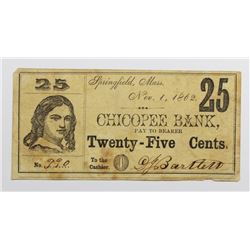 25
Springfield, Mass.
Nov. 1, 1862
25
CHICOPEE BANK,
PAY TO BEARER
Twenty-Five Cents.
No.
To the
Cashier.
Bartlett